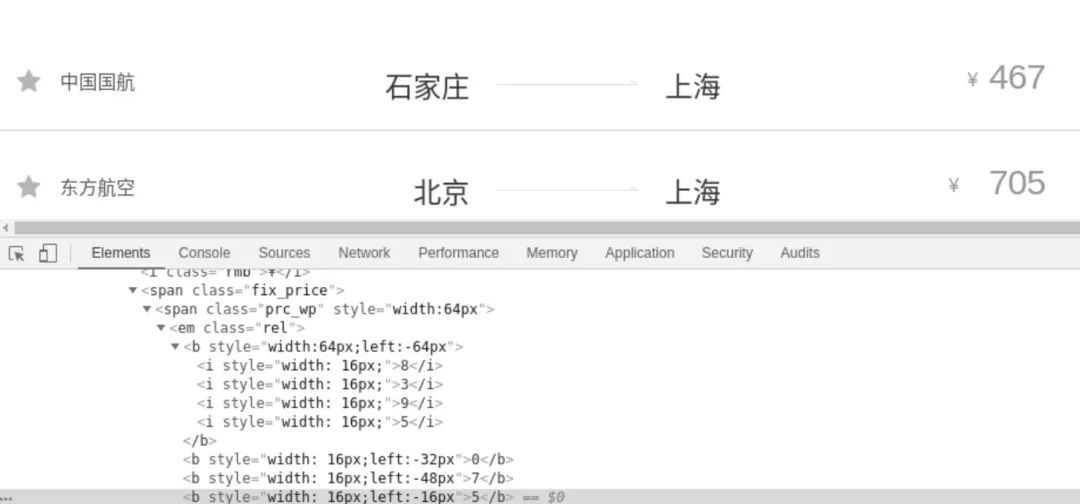 中国国航 石家庄 上海 ¥ 467
东方航空 北京 上海 ¥ 705
Elements Console Sources Network Performance Memory Application Security Audits
<i class="rmb">¥</i>
▼<span class="fix_price">
▼<span class="prc_wp" style="width:64px">
▼<em class="rel">
▼<b style="width:64px;left:-64px">
<i style="width: 16px;">8</i>
<i style="width: 16px;">3</i>
<i style="width: 16px;">9</i>
<i style="width: 16px;">5</i>
</b>
<b style="width: 16px;left:-32px">0</b>
<b style="width: 16px;left:-48px">7</b>
... <b style="width: 16px;left:-16px">5</b> == $0